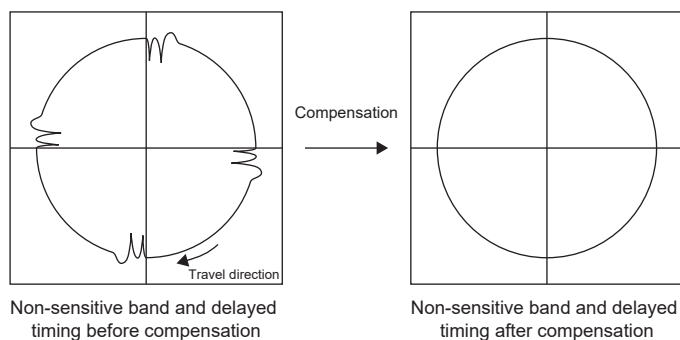 Compensation
Travel direction
Non-sensitive band and delayed
timing before compensation
Non-sensitive band and delayed
timing after compensation